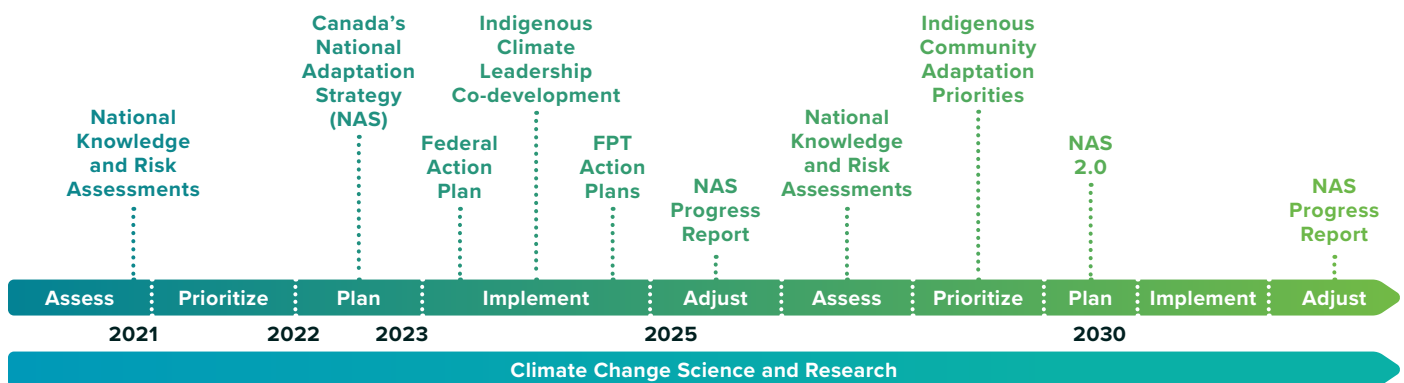 Canada's
National
Adaptation
Strategy
(NAS)
Indigenous
Climate
Leadership
Co-development
Indigenous
Community
Adaptation
Priorities
National
Knowledge
and Risk
Assessments
Federal
Action
Plan
FPT
Action
Plans
NAS
Progress
Report
National
Knowledge
and Risk
Assessments
NAS
2.0
NAS
Progress
Report
Assess
Prioritize
Plan
Implement
Adjust
Assess
Prioritize
Plan
Implement
Adjust
2021
2022
2023
2025
2030
Climate Change Science and Research